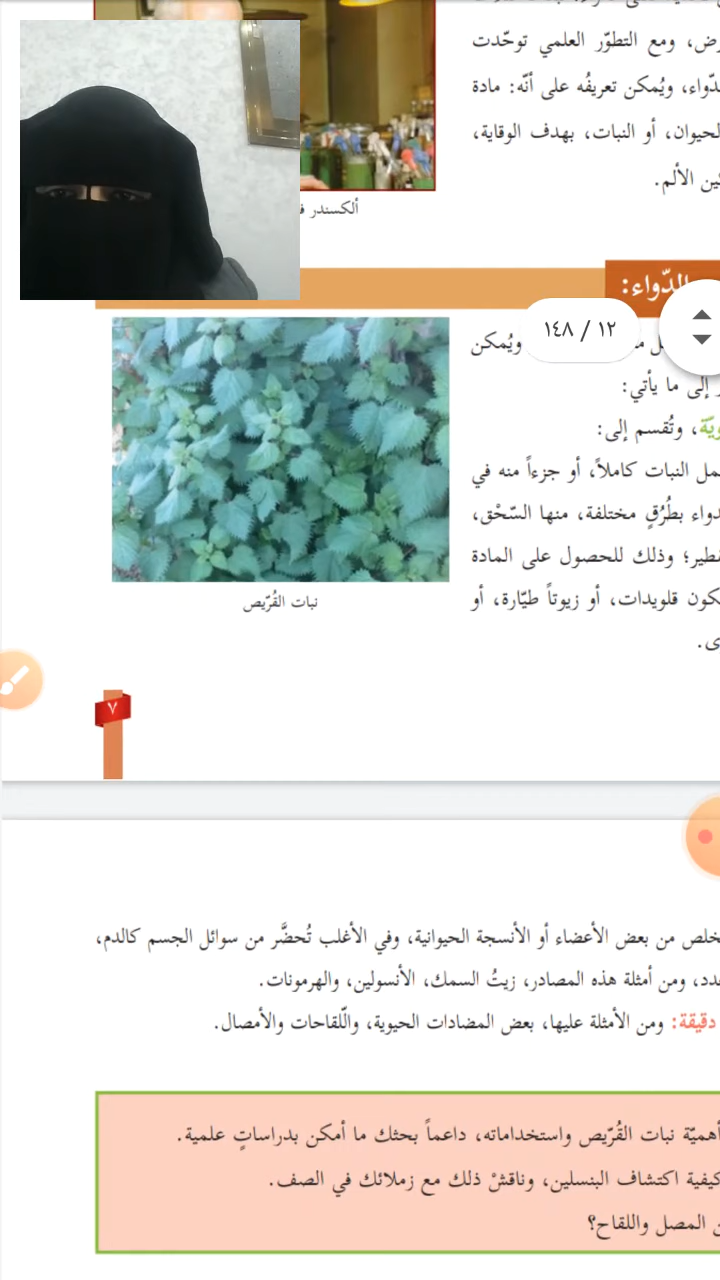 رض، ومع التطوّر العلمي توحّدت
دّواء، ويُمكن تعريفُه على أنّه: مادة
لحيوان، أو النبات، بهدف الوقاية،
الألم.
ألكسندر
الدّواء:
١٢ / ١٤٨
ويُمكن
إلى ما يأتي:
ويّة، وتُقسم إلى:
مل النبات كاملاً، أو جزءاً منه في
دواء بطُرُقٍ مختلفة، منها السّحْق،
قطير؛ وذلك للحصول على المادة
كون قلويدات، أو زيوتاً طيّارة، أو
نبات القُرّيص
٧
خلص من بعض الأعضاء أو الأنسجة الحيوانية، وفي الأغلب تُحضَّر من سوائل الجسم كالدم،
دد، ومن أمثلة هذه المصادر، زيتُ السمك، الأنسولين، والهرمونات.
دقيقة: ومن الأمثلة عليها، بعض المضادات الحيوية، واللّقاحات والأمصال.
أهميّة نبات القُرّيص واستخداماته، داعماً بحثك ما أمكن بدراساتٍ علمية.
كيفية اكتشاف البنسلين، وناقشْ ذلك مع زملائك في الصف.
ن المصل واللقاح؟